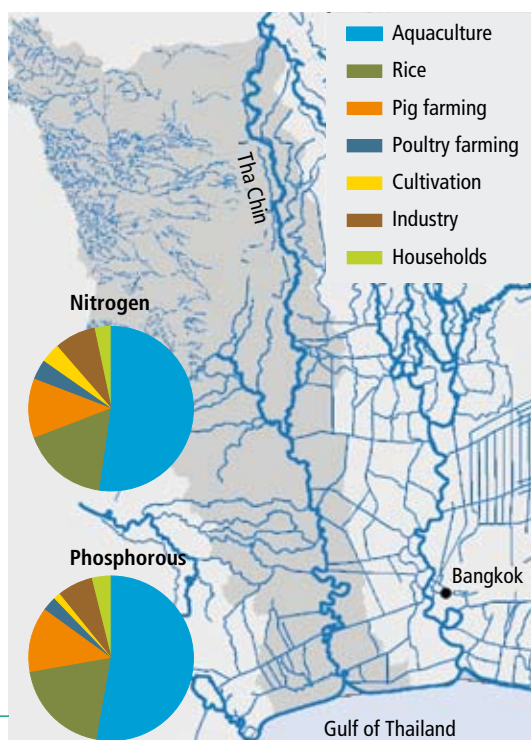 Aquaculture
Rice
Pig farming
Poultry farming
Cultivation
Industry
Households
Tha Chin
Nitrogen
Phosphorous
Bangkok
Gulf of Thailand